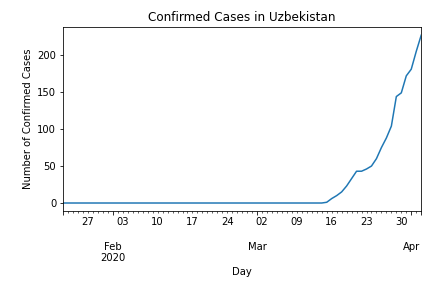 Confirmed Cases in Uzbekistan
Number of Confirmed Cases
200
150
100
50
0
27 03 10 17 24 02 09 16 23 30
Feb Mar Apr
2020
Day